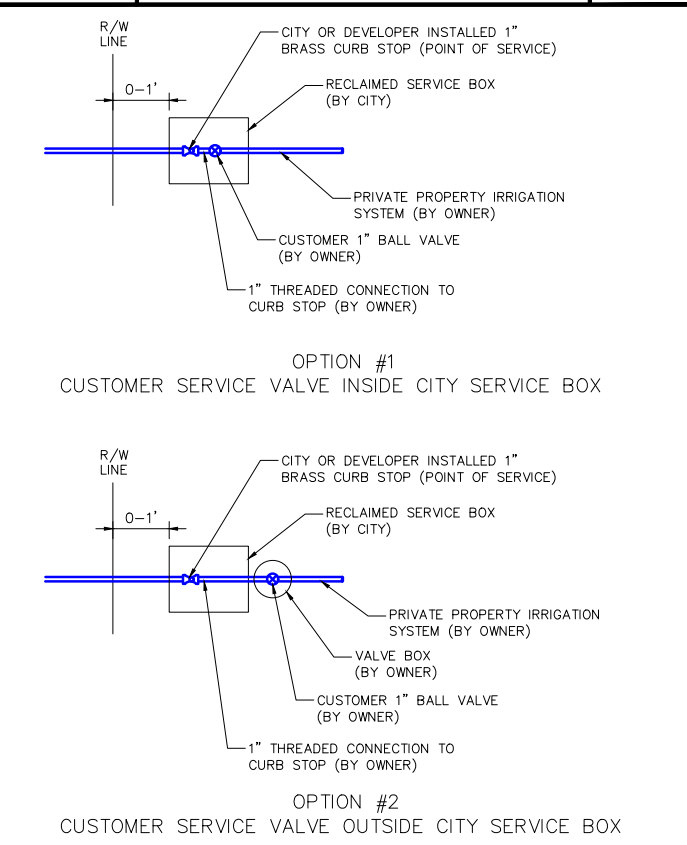 R/W
LINE
CITY OR DEVELOPER INSTALLED 1"
BRASS CURB STOP (POINT OF SERVICE)
0-1'
RECLAIMED SERVICE BOX
(BY CITY)
PRIVATE PROPERTY IRRIGATION
SYSTEM (BY OWNER)
CUSTOMER 1" BALL VALVE
(BY OWNER)
1" THREADED CONNECTION TO
CURB STOP (BY OWNER)
OPTION #1
CUSTOMER SERVICE VALVE INSIDE CITY SERVICE BOX
R/W
LINE
CITY OR DEVELOPER INSTALLED 1"
BRASS CURB STOP (POINT OF SERVICE)
0-1'
RECLAIMED SERVICE BOX
(BY CITY)
PRIVATE PROPERTY IRRIGATION
SYSTEM (BY OWNER)
VALVE BOX
(BY OWNER)
CUSTOMER 1" BALL VALVE
(BY OWNER)
1" THREADED CONNECTION TO
CURB STOP (BY OWNER)
OPTION #2
CUSTOMER SERVICE VALVE OUTSIDE CITY SERVICE BOX